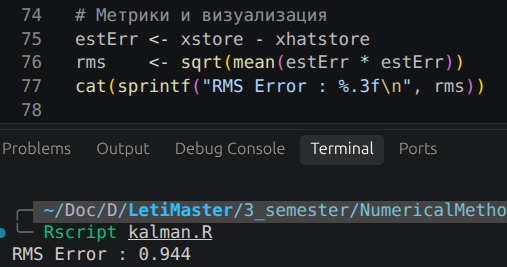 74 # Метрики и визуализация
75 estErr <- xstore - xhatstore
76 rms    <- sqrt(mean(estErr * estErr))
77 cat(sprintf("RMS Error : %.3f\n", rms))
78
Problems Output Debug Console Terminal Ports
~/Doc/D/LetiMaster/3_semester/NumericalMetho
Rscript kalman.R
RMS Error : 0.944